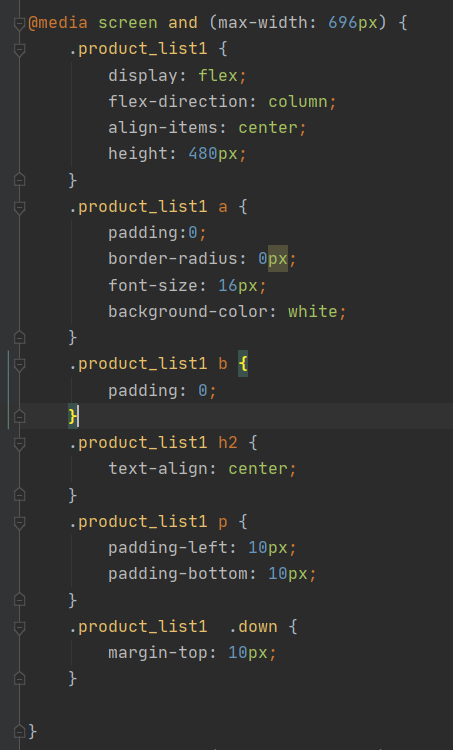 @media screen and (max-width: 696px) {
    .product_list1 {
        display: flex;
        flex-direction: column;
        align-items: center;
        height: 480px;
    }
    .product_list1 a {
        padding:0;
        border-radius: 0px;
        font-size: 16px;
        background-color: white;
    }
    .product_list1 b {
        padding: 0;
    }
    .product_list1 h2 {
        text-align: center;
    }
    .product_list1 p {
        padding-left: 10px;
        padding-bottom: 10px;
    }
    .product_list1  .down {
        margin-top: 10px;
    }

}